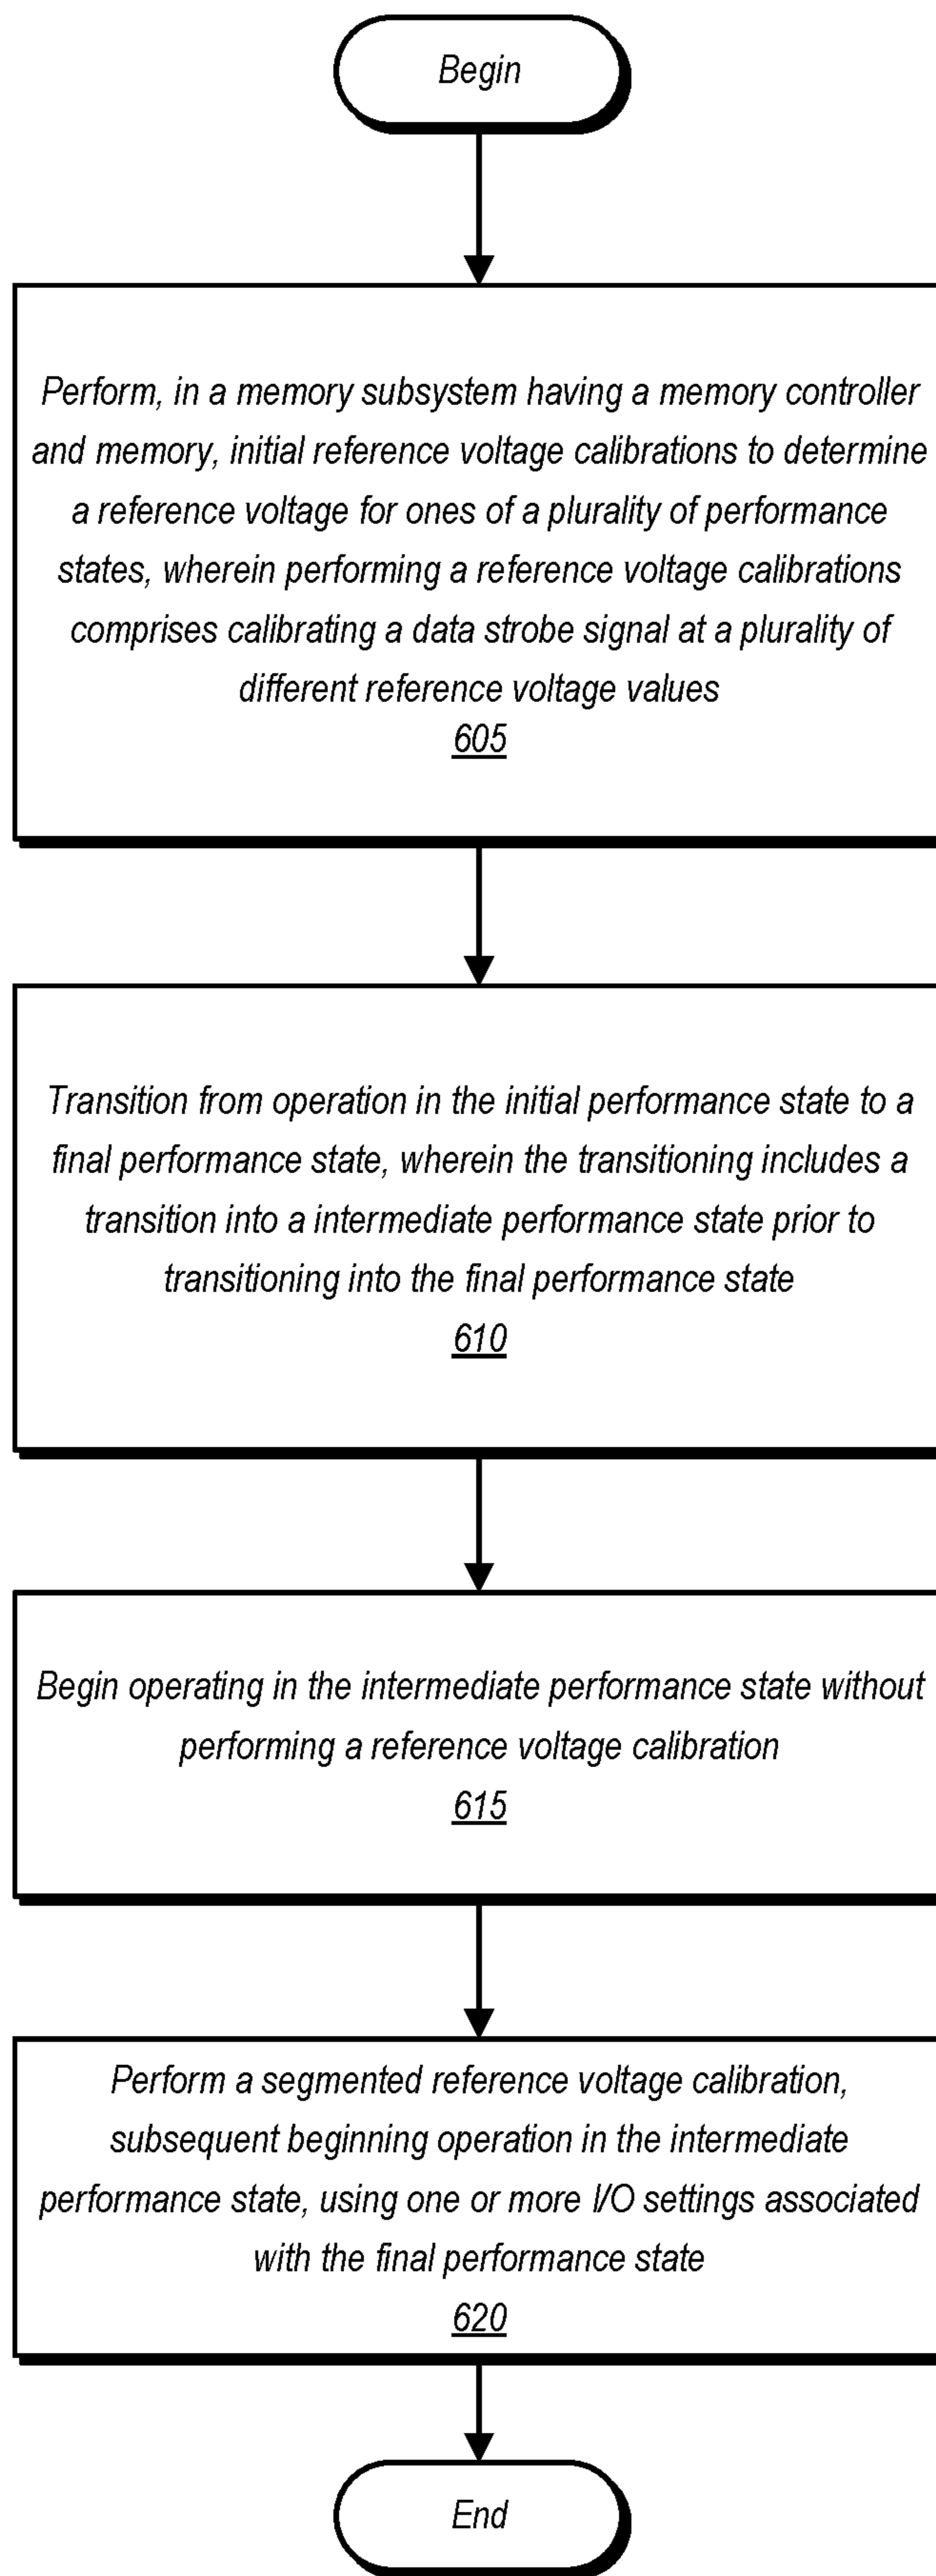 Begin
Perform, in a memory subsystem having a memory controller
and memory, initial reference voltage calibrations to determine
a reference voltage for ones of a plurality of performance
states, wherein performing a reference voltage calibrations
comprises calibrating a data strobe signal at a plurality of
different reference voltage values
605
Transition from operation in the initial performance state to a
final performance state, wherein the transitioning includes a
transition into a intermediate performance state prior to
transitioning into the final performance state
610
Begin operating in the intermediate performance state without
performing a reference voltage calibration
615
Perform a segmented reference voltage calibration,
subsequent beginning operation in the intermediate
performance state, using one or more I/O settings associated
with the final performance state
620
End